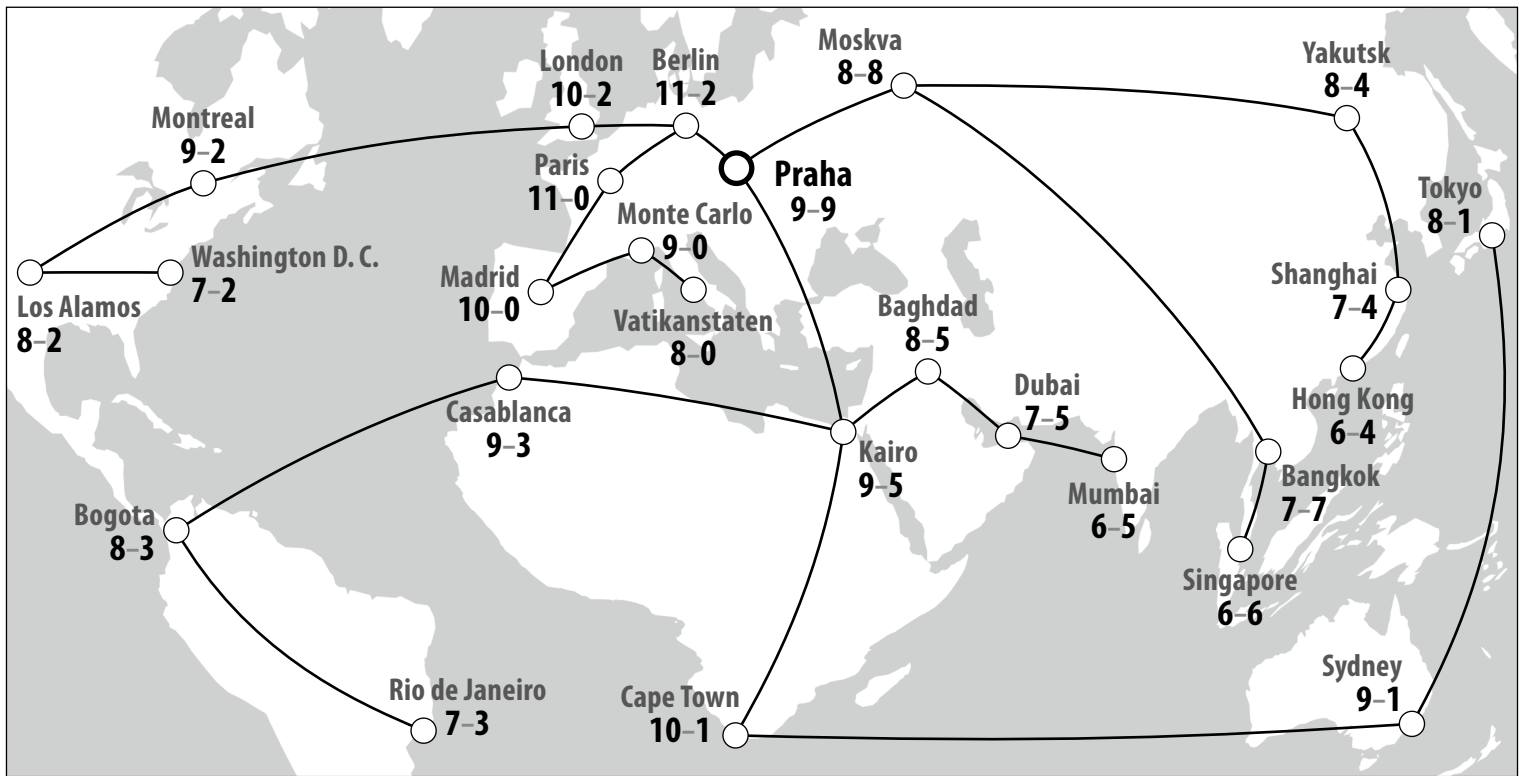 Moskva
8–8
Yakutsk
8–4
London
10–2
Berlin
11–2
Montreal
9–2
Paris
11–0
Praha
9–9
Tokyo
8–1
Monte Carlo
9–0
Washington D. C.
7–2
Madrid
10–0
Shanghai
7–4
Los Alamos
8–2
Vatikanstaten
8–0
Baghdad
8–5
Dubai
7–5
Casablanca
9–3
Hong Kong
6–4
Kairo
9–5
Mumbai
6–5
Bangkok
7–7
Bogota
8–3
Singapore
6–6
Rio de Janeiro
7–3
Cape Town
10–1
Sydney
9–1